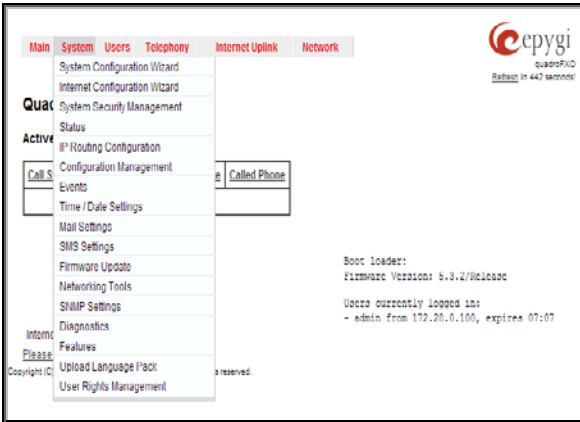 epygi
quadroFXO
Refresh in 442 seconds!
Main System Users Telephony Internet Uplink Network
System Configuration Wizard
Internet Configuration Wizard
System Security Management
Status
IP Routing Configuration
Configuration Management
Events
Time / Date Settings
Mail Settings
SMS Settings
Firmware Update
Networking Tools
SNMP Settings
Diagnostics
Features
Upload Language Pack
User Rights Management
Quad
Active
Call S
e Called Phone
Boot loader:
Firmware Version: 5.3.2/Release
Users currently logged in:
- admin from 172.28.0.100, expires 07:07
Interne
Please
Copyright (C)
s reserved.